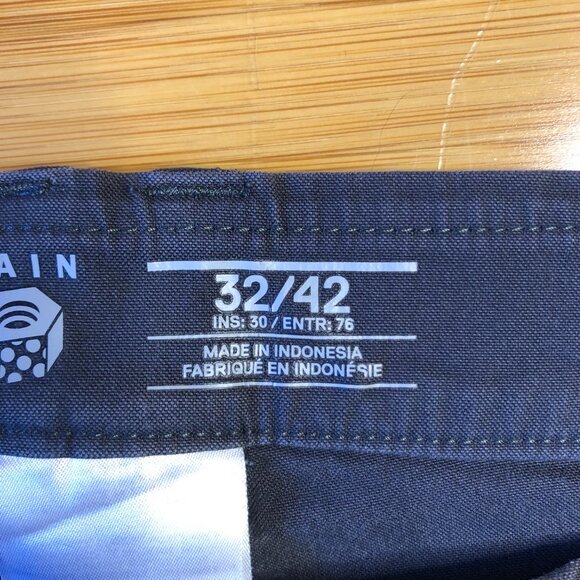 AIN
32/42
INS: 30 / ENTR: 76
MADE IN INDONESIA
FABRIQUÉ EN INDONÉSIE